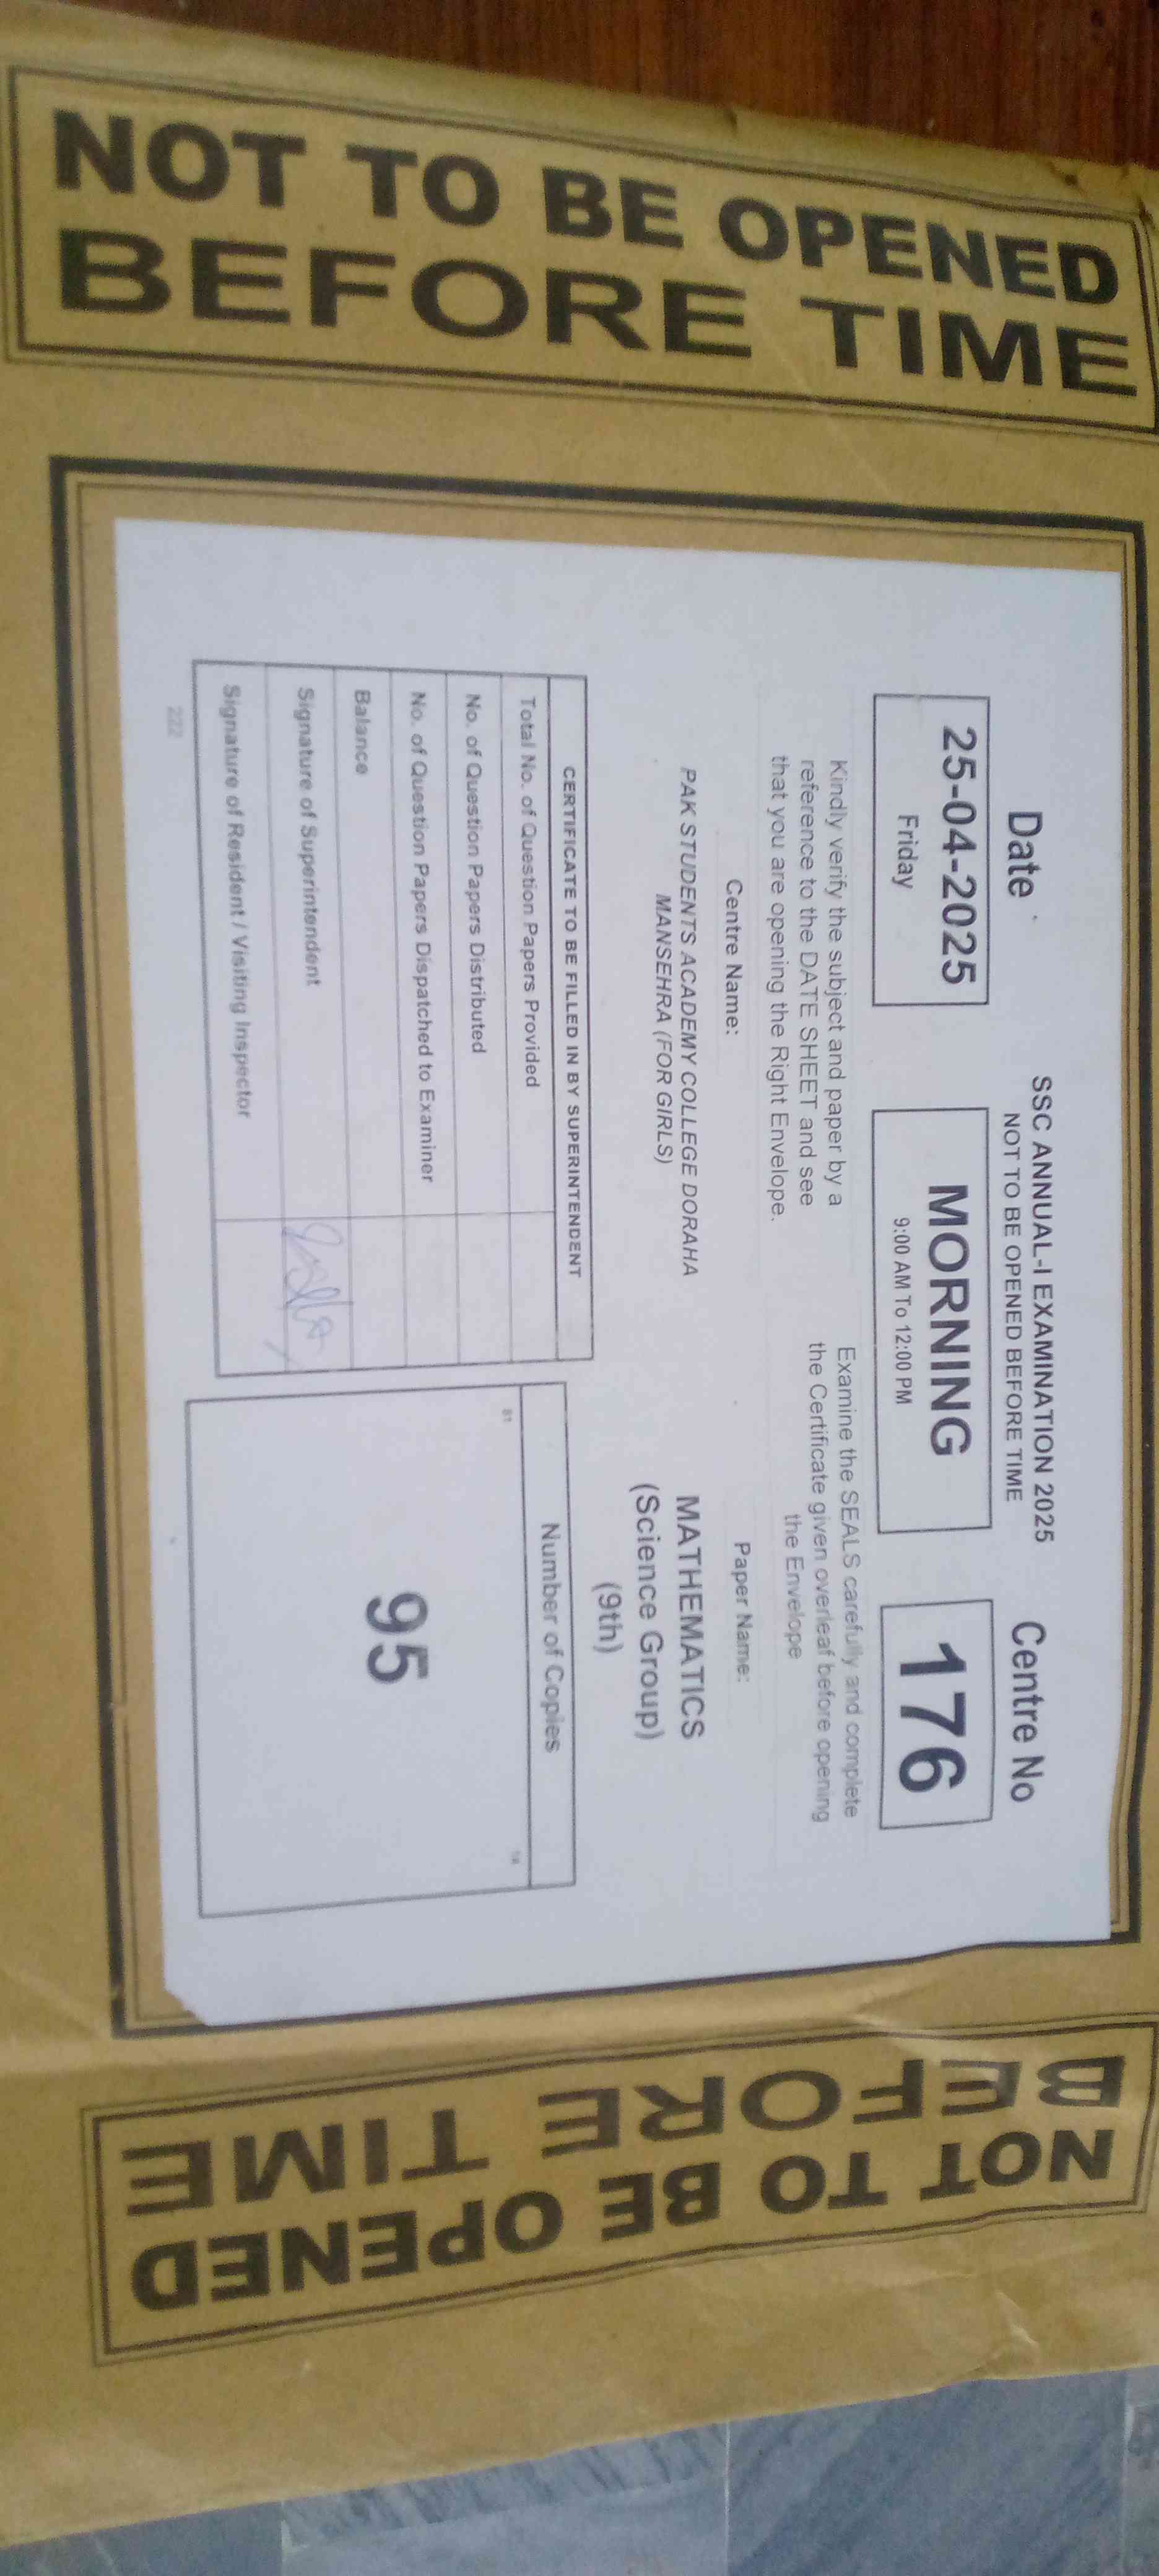 NOT TO BE OPENED
BEFORE TIME
Date
25-04-2025
Friday
SSC ANNUAL-I EXAMINATION 2025
NOT TO BE OPENED BEFORE TIME
MORNING
9:00 AM To 12:00 PM
Centre No
176
Kindly verify the subject and paper by a
reference to the DATE SHEET and see
that you are opening the Right Envelope.
Examine the SEALS carefully and complete
the Certificate given overleaf before opening
the Envelope
Centre Name:
PAK STUDENTS ACADEMY COLLEGE DORAHA
MANSEHRA (FOR GIRLS)
Paper Name:
MATHEMATICS
(Science Group)
(9th)
CERTIFICATE TO BE FILLED IN BY SUPERINTENDENT
Total No. of Question Papers Provided
No. of Question Papers Distributed
No. of Question Papers Dispatched to Examiner
Balance
Signature of Superintendent
Signature of Resident / Visiting Inspector
222
Number of Copies
81
95
NOT TO BE OPENED
BEFORE TIME